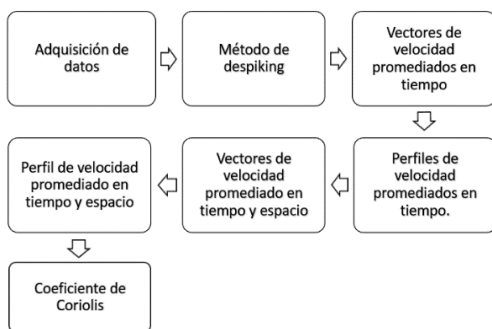 Adquisición de
datos
Método de
despiking
Vectores de
velocidad
promediados en
tiempo
Perfiles de
velocidad
promediados en
tiempo.
Vectores de
velocidad
promediado en
tiempo y espacio
Perfil de velocidad
promediado en
tiempo y espacio
Coeficiente de
Coriolis